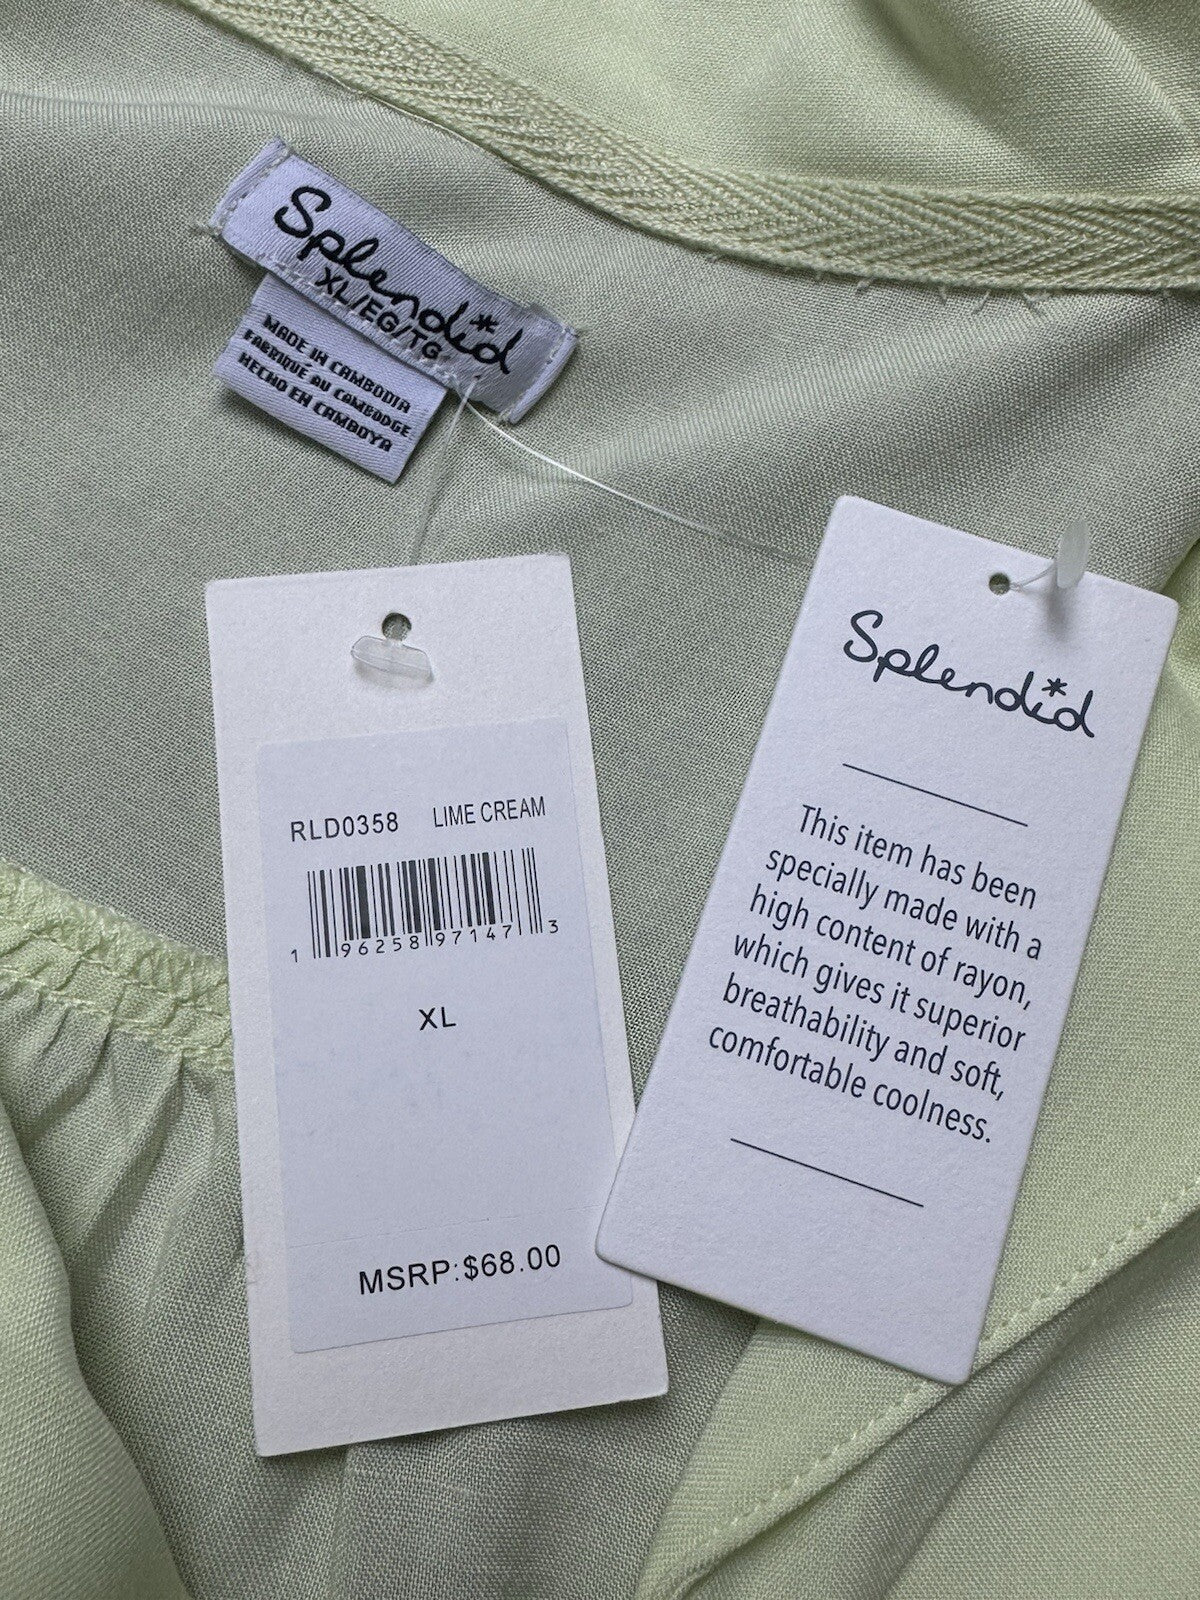 Splendid
XL/EG/TG
MADE IN CAMBODIA
FABRIQUÉ AU CAMBODGE
HECHO EN CAMBOYA
RLD0358 LIME CREAM
1 96258 97147 3
XL
MSRP:$68.00
Splendid
This item has been
specially made with a
high content of rayon,
which gives it superior
breathability and soft,
comfortable coolness.